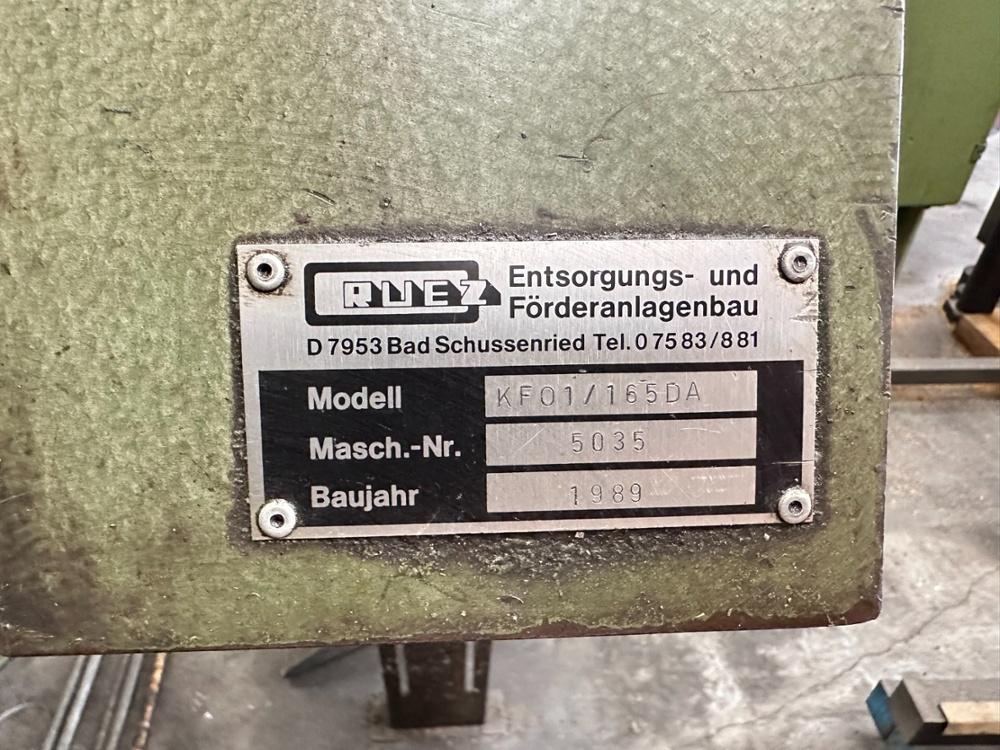 RUEZ
Entsorgungs- und
Förderanlagenbau
D 7953 Bad Schussenried Tel. 0 75 83/8 81
Modell KF01/165DA
Masch.-Nr. 5035
Baujahr 1989